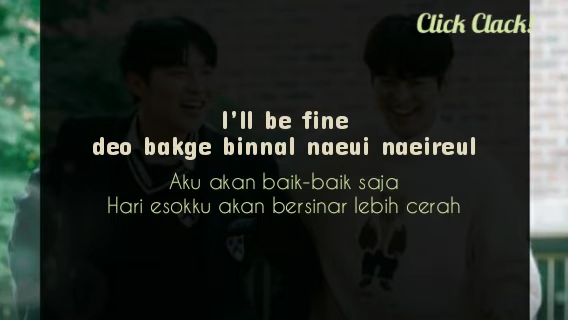 Click Clack!
I'll be fine
deo bakge binnal naeui naeireul
Aku akan baik-baik saja
Hari esokku akan bersinar lebih cerah